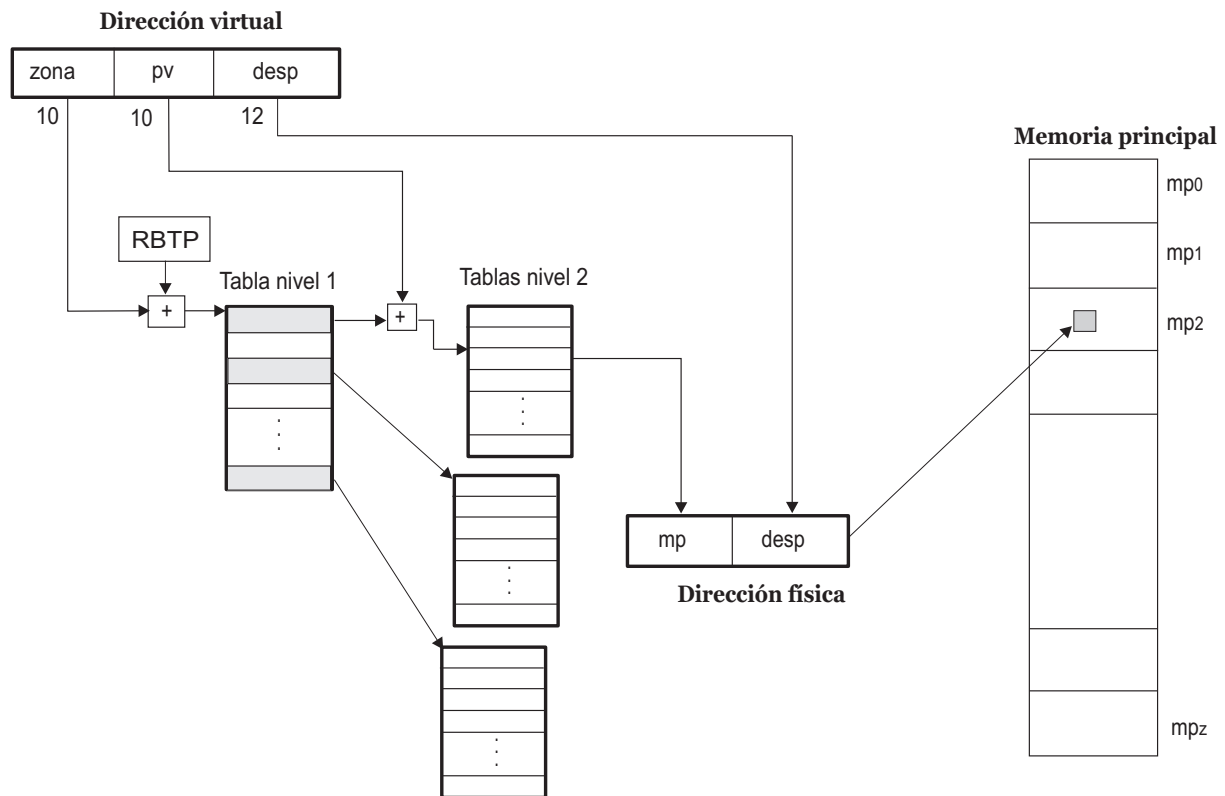 Dirección virtual
zona pv desp
10 10 12
Memoria principal
mp0
RBTP
mp1
Tabla nivel 1 Tablas nivel 2
+ +
mp2
mp desp
Dirección física
mpz